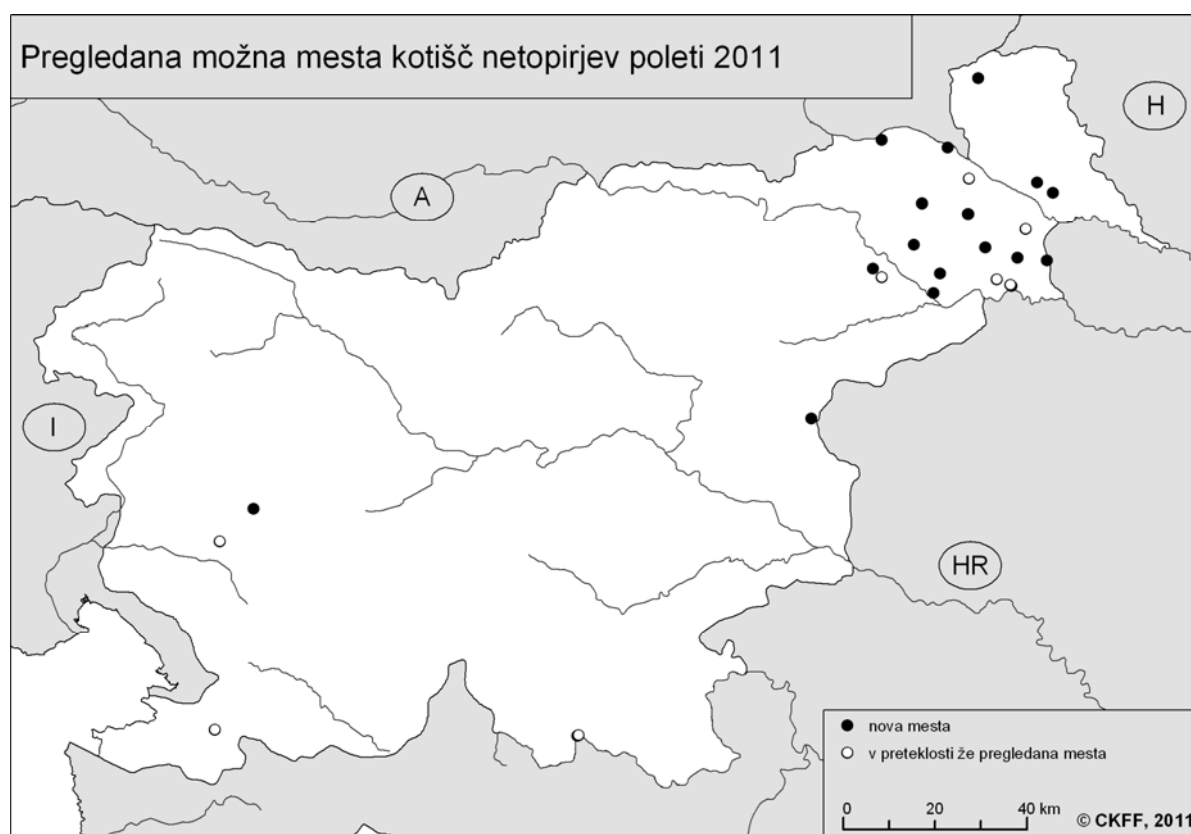 Pregledana možna mesta kotišč netopirjev poleti 2011
H
A
I
HR
nova mesta
v preteklosti že pregledana mesta
0 20 40 km
© CKFF, 2011